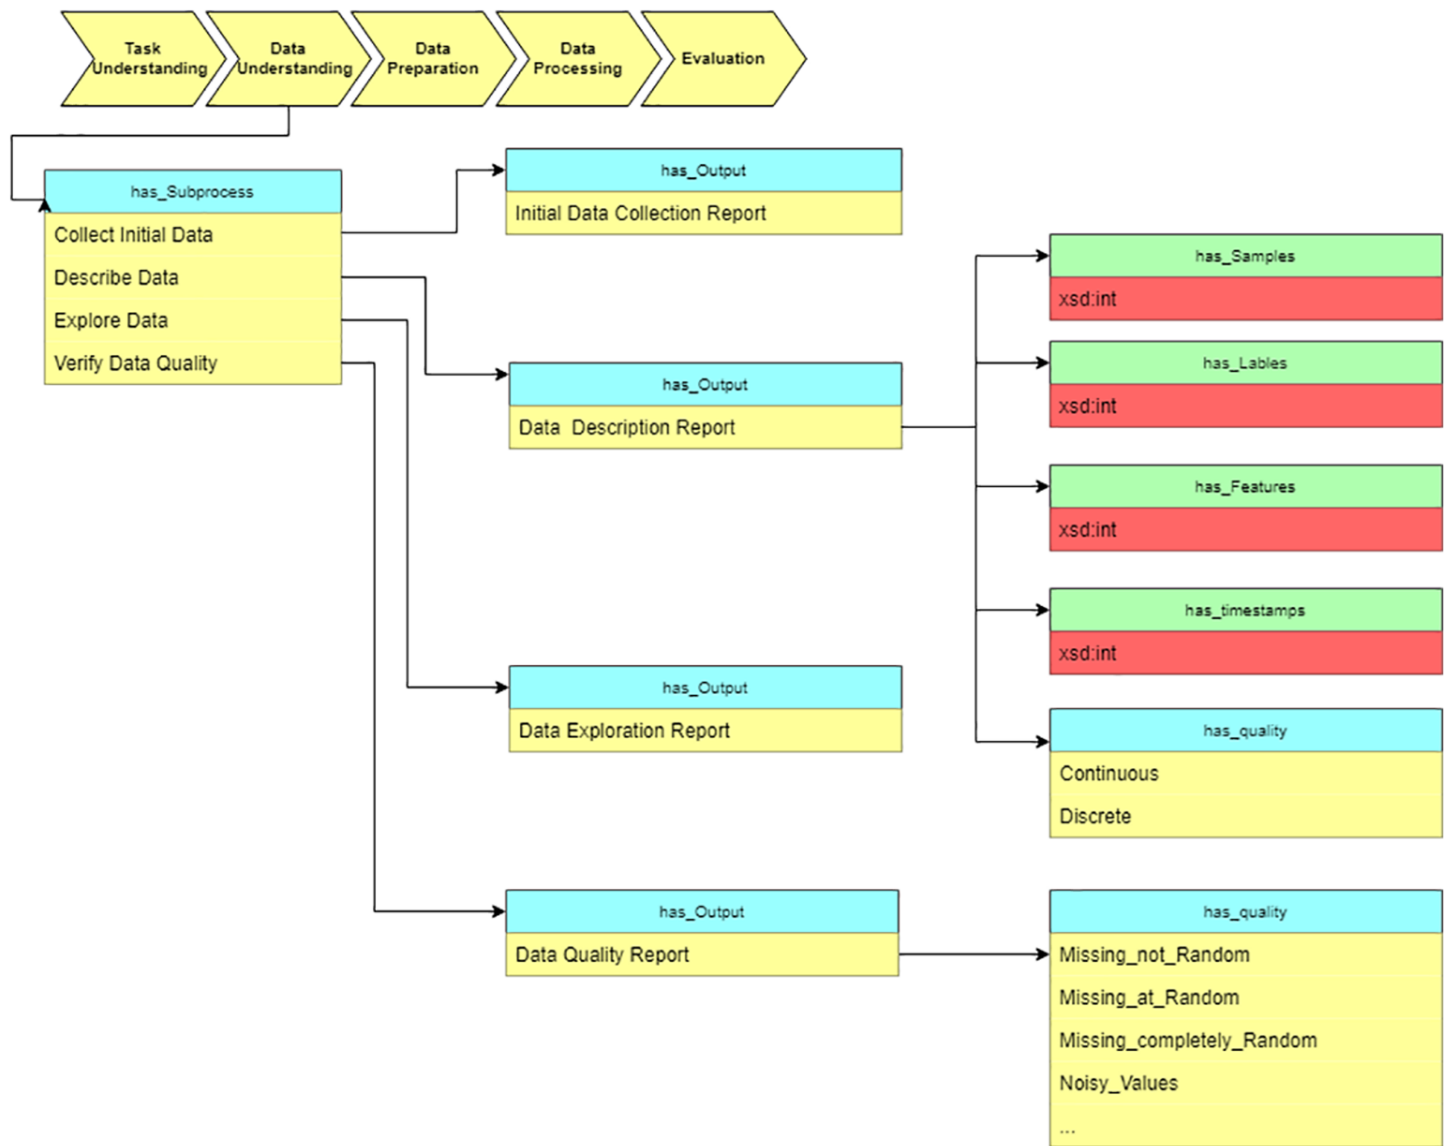 Task
Understanding
Data
Understanding
Data
Preparation
Data
Processing
Evaluation
has_Subprocess
Collect Initial Data
Describe Data
Explore Data
Verify Data Quality
has_Output
Initial Data Collection Report
has_Output
Data  Description Report
has_Samples
xsd:int
has_Lables
xsd:int
has_Features
xsd:int
has_timestamps
xsd:int
has_quality
Continuous
Discrete
has_Output
Data Exploration Report
has_Output
Data Quality Report
has_quality
Missing_not_Random
Missing_at_Random
Missing_completely_Random
Noisy_Values
...